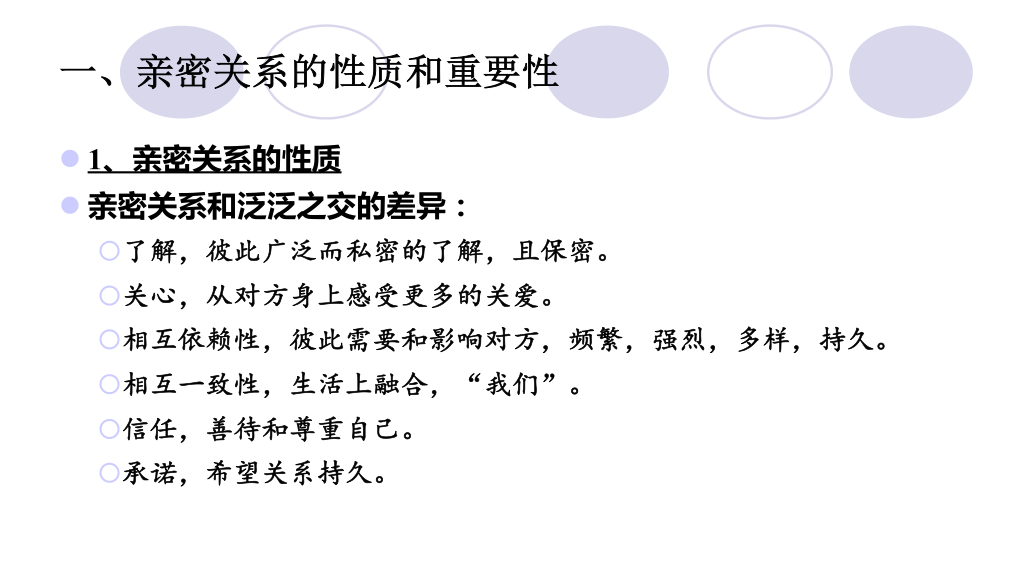 一、亲密关系的性质和重要性
1、亲密关系的性质
亲密关系和泛泛之交的差异：
了解，彼此广泛而私密的了解，且保密。
关心，从对方身上感受更多的关爱。
相互依赖性，彼此需要和影响对方，频繁，强烈，多样，持久。
相互一致性，生活上融合，“我们”。
信任，善待和尊重自己。
承诺，希望关系持久。